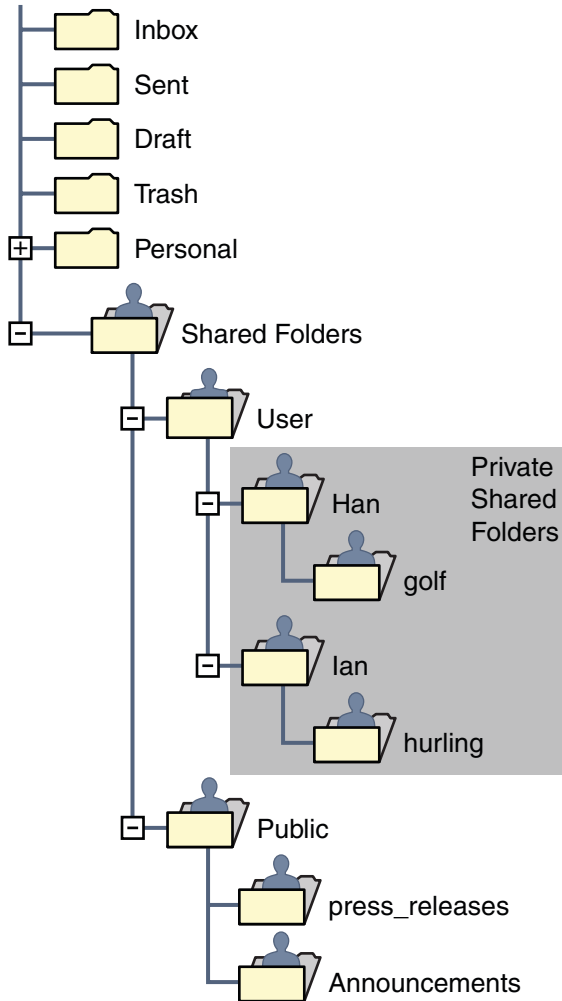 Inbox
Sent
Draft
Trash
Personal
Shared Folders
User
Private
Shared
Folders
Han
golf
Ian
hurling
Public
press_releases
Announcements